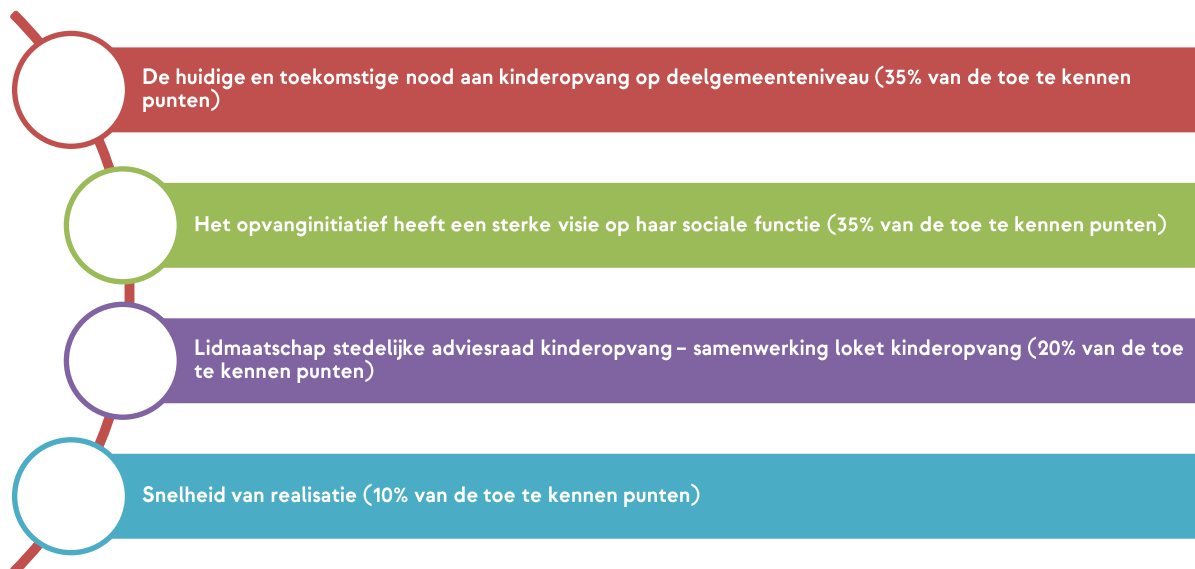 De huidige en toekomstige nood aan kinderopvang op deelgemeenteniveau (35% van de toe te kennen
punten)
Het opvanginitiatief heeft een sterke visie op haar sociale functie (35% van de toe te kennen punten)
Lidmaatschap stedelijke adviesraad kinderopvang – samenwerking loket kinderopvang (20% van de toe
te kennen punten)
Snelheid van realisatie (10% van de toe te kennen punten)